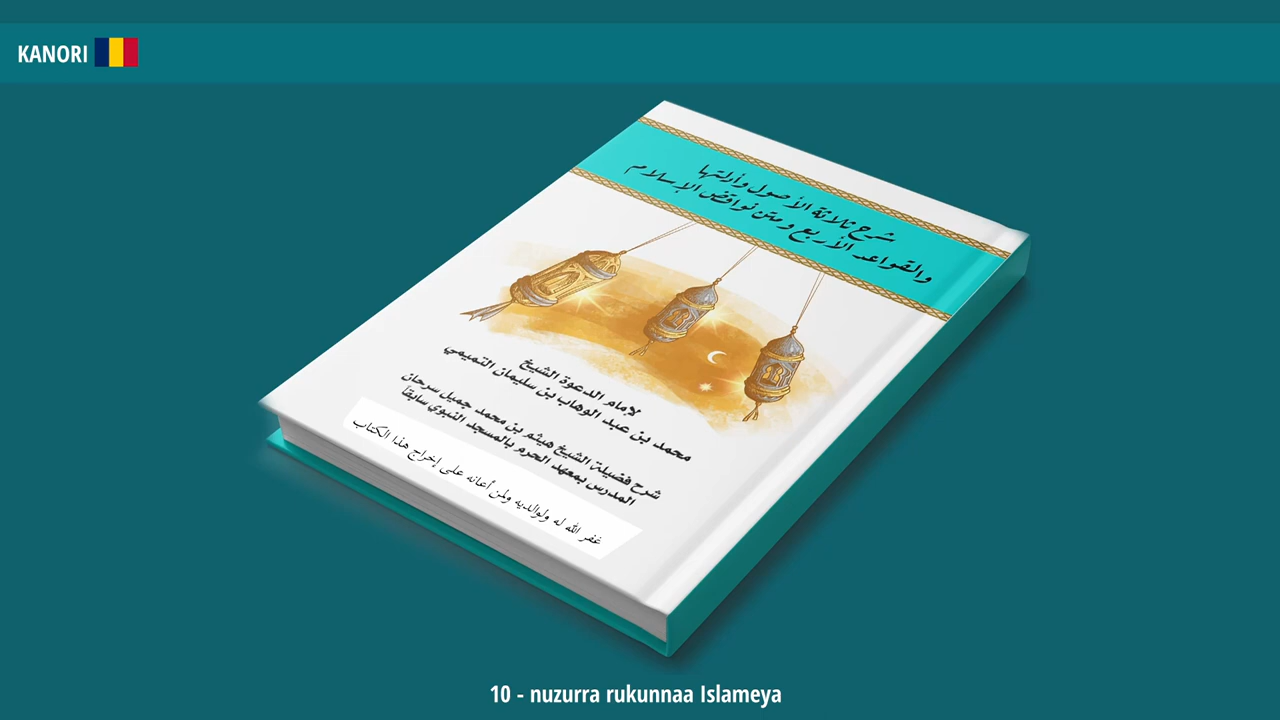 KANORI
شرح ثلاثة الأصول وأدلتها
والقواعد الأربع ومتن نواقض الإسلام
لإمام الدعوة الشيخ
محمد بن عبد الوهاب بن سليمان التميمي
شرح فضيلة الشيخ هيثم بن محمد جميل سرحان
المدرس بمعهد الحرم بالمسجد النبوي سابقا
غفر الله له ولوالديه ولمن أعانه على إخراج هذا الكتاب
10 - nuzurra rukunnaa Islameya